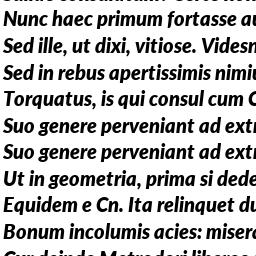 Nunc haec primum fortasse au
Sed ille, ut dixi, vitiose. Videsn
Sed in rebus apertissimis nimiu
Torquatus, is qui consul cum C
Suo genere perveniant ad extr
Suo genere perveniant ad extr
Ut in geometria, prima si dede
Equidem e Cn. Ita relinquet du
Bonum incolumis acies: misera